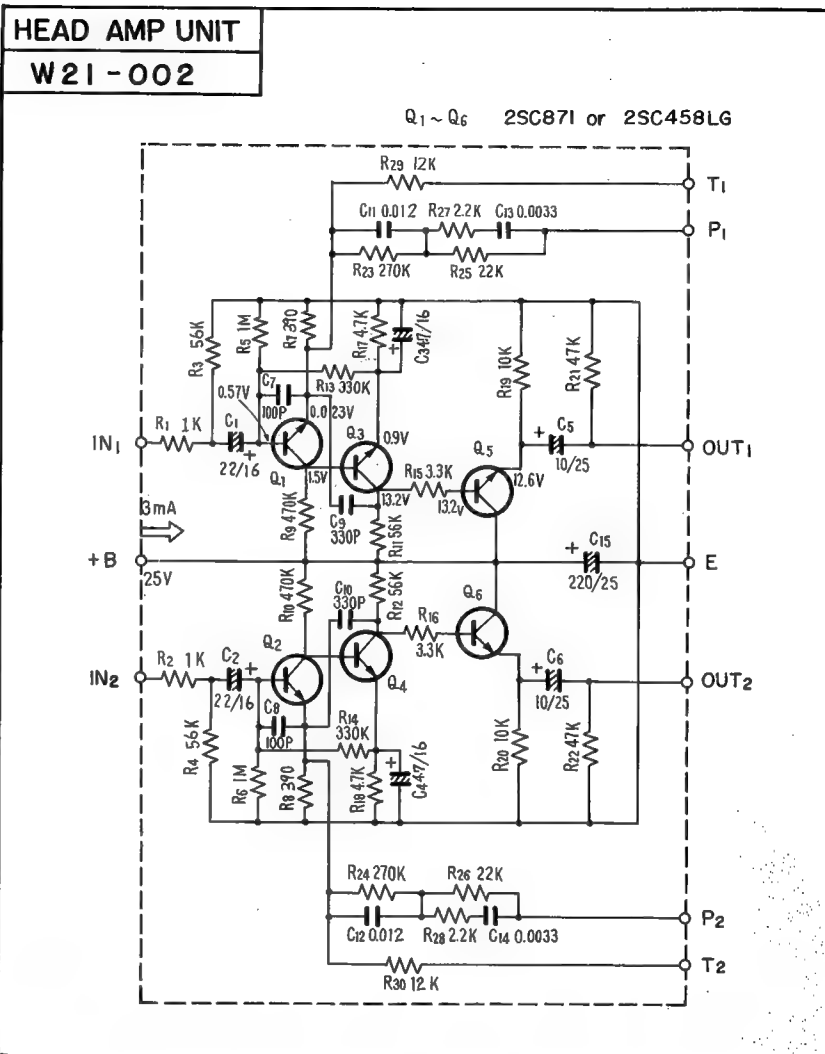 HEAD AMP UNIT
W21-002
Q1~Q6 2SC871 or 2SC458LG
R29 12K
T1
C11 0.012 R27 2.2K C13 0.0033
P1
R23 270K R25 22K
R3 56K
R5 1M
R7 390
R17 4.7K
C3 47/16
+
R19 10K
R21 47K
R13 330K
C7
100P
0.57V
0.023V
IN1
R1 1K
C1
+
22/16
Q1
1.5V
Q3
0.9V
13.2V
R15 3.3K
13.2V
Q5
12.6V
+
C5
10/25
OUT1
R9 470K
C9
330P
R11 56K
3mA
+B
25V
+
C15
220/25
E
R10 470K
C10
330P
R12 56K
Q6
R16
3.3K
IN2
R2 1K
C2
+
22/16
Q2
Q4
+
C6
10/25
OUT2
C8
100P
R14
330K
R4 56K
R6 1M
R8 390
R18 4.7K
+
C4 47/16
R20 10K
R22 47K
R24 270K R26 22K
C12 0.012 R28 2.2K C14 0.0033
P2
R30 12K
T2